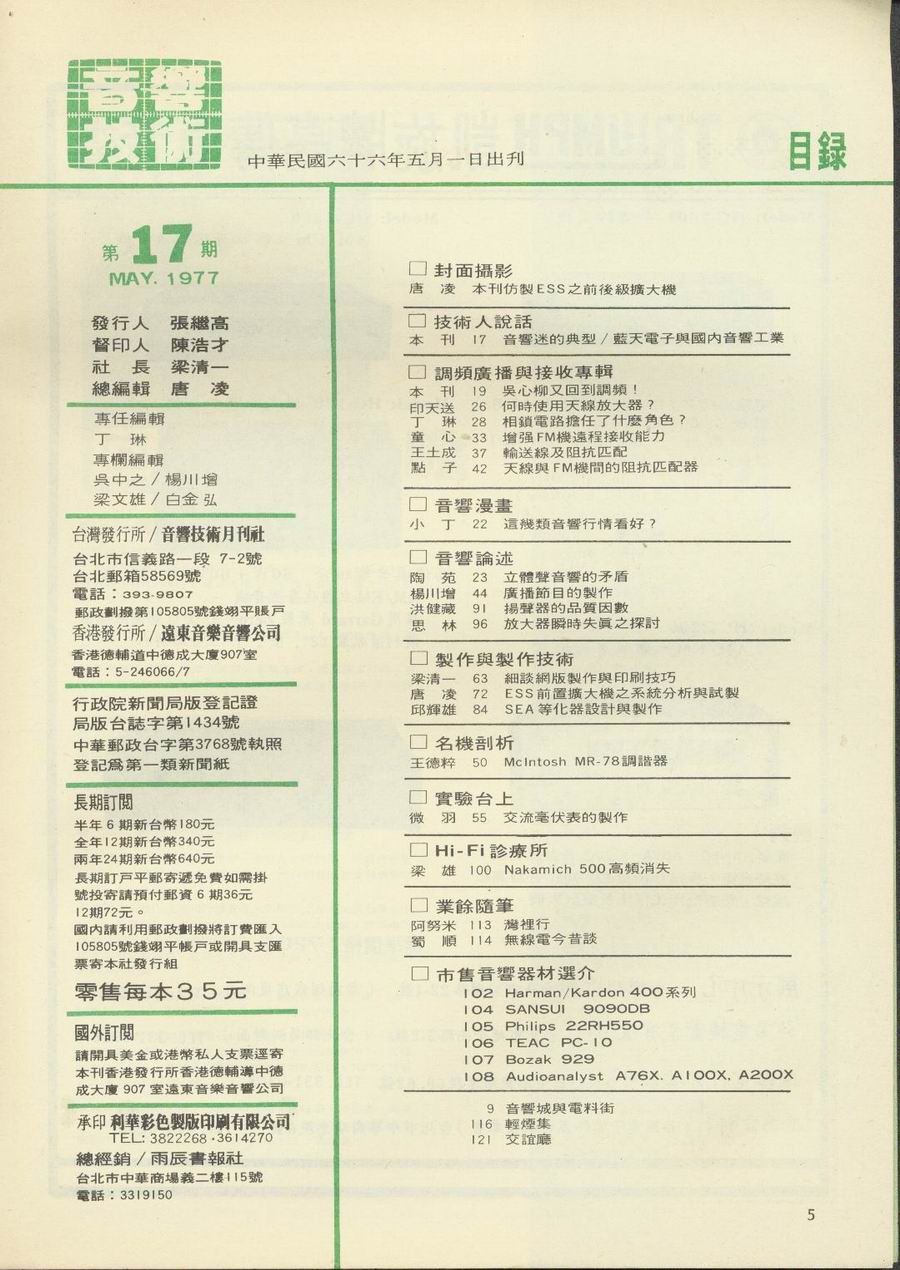 音響
技術
中華民國六十六年五月一日出刋
目録
第17期
MAY. 1977
發行人 張繼高
督印人 陳浩才
社 長 梁清一
總編輯 唐 凌
專任編輯
丁 琳
專欄編輯
吳中之/楊川增
梁文雄/白金弘
台灣發行所/音響技術月刊社
台北市信義路一段 7-2號
台北郵箱58569號
電話：393-9807
郵政劃撥第105805號錢翊平賬戸
香港發行所/遠東音樂音響公司
香港德輔道中德成大廈907室
電話：5-246066/7
行政院新聞局版登記證
局版台誌字第1434號
中華郵政台字第3768號執照
登記爲第一類新聞紙
長期訂閲
半年6期新台幣180元
全年12期新台幣340元
兩年24期新台幣640元
長期訂戸平郵寄遞免費如需掛
號投寄請預付郵資6期36元
12期72元。
國内請利用郵政劃撥將訂費匯入
105805號錢翊平帳戸或開具支匯
票寄本社發行組
零售每本35元
國外訂閲
請開具美金或港幣私人支票逕寄
本刊香港發行所香港德輔導中德
成大廈907室遠東音樂音響公司
承印 利華彩色製版印刷有限公司
TEL: 3822268·3614270
總經銷/雨辰書報社
台北市中華商場義二樓115號
電話：3319150
□ 封面攝影
唐 凌 本刊仿製ESS之前後級擴大機
□ 技術人說話
本 刊 17 音響迷的典型/藍天電子與國内音響工業
□ 調頻廣播與接收專輯
本 刊 19 吳心柳又回到調頻！
印天送 26 何時使用天線放大器？
丁 琳 28 相鎖電路擔任了什麽角色？
童 心 33 增强FM機遠程接收能力
王土成 37 輸送線及阻抗匹配
點 子 42 天線與FM機間的阻抗匹配器
□ 音響漫畫
小 丁 22 這幾類音響行情看好？
□ 音響論述
陶 苑 23 立體聲音響的矛盾
楊川增 44 廣播節目的製作
洪健藏 91 揚聲器的品質因數
思 林 96 放大器瞬時失眞之探討
□ 製作與製作技術
梁清一 63 細談網版製作與印刷技巧
唐 凌 72 ESS前置擴大機之系統分析與試製
邱輝雄 84 SEA等化器設計與製作
□ 名機剖析
王德粹 50 McIntosh MR-78調諧器
□ 實驗台上
微 羽 55 交流毫伏表的製作
□ Hi-Fi診療所
梁 雄 100 Nakamich 500高頻消失
□ 業餘隨筆
阿努米 113 灣裡行
蜀 順 114 無線電今昔談
□ 市售音響器材選介
102 Harman/Kardon 400系列
104 SANSUI 9090DB
105 Philips 22RH550
106 TEAC PC-10
107 Bozak 929
108 Audioanalyst A76X. A100X, A200X
9 音響城與電料街
116 輕煙集
121 交誼廳
5